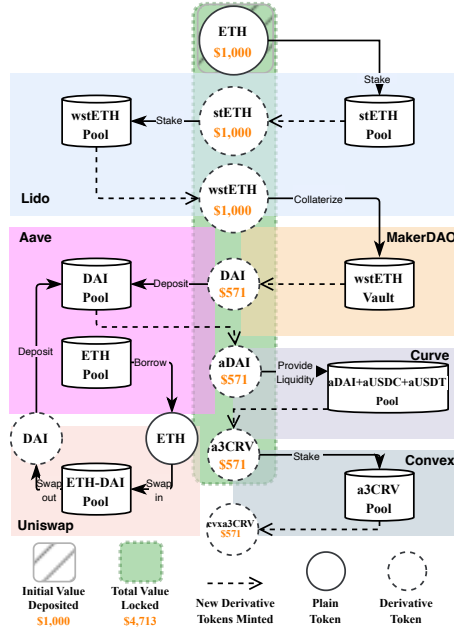 ETH
$1,000
Stake
wstETH
Pool
Stake
stETH
$1,000
stETH
Pool
wstETH
$1,000
Collaterize
Lido
Aave
MakerDAO
DAI
Pool
Deposit
DAI
$571
wstETH
Vault
Deposit
ETH
Pool
Borrow
aDAI
$571
Provide
Liquidity
Curve
aDAI+aUSDC+aUSDT
Pool
DAI
ETH
a3CRV
$571
Stake
Convex
Swap
out
ETH-DAI
Pool
Swap
in
a3CRV
Pool
Uniswap
cvxa3CRV
$571
Initial Value
Deposited
$1,000
Total Value
Locked
$4,713
New Derivative
Tokens Minted
Plain
Token
Derivative
Token